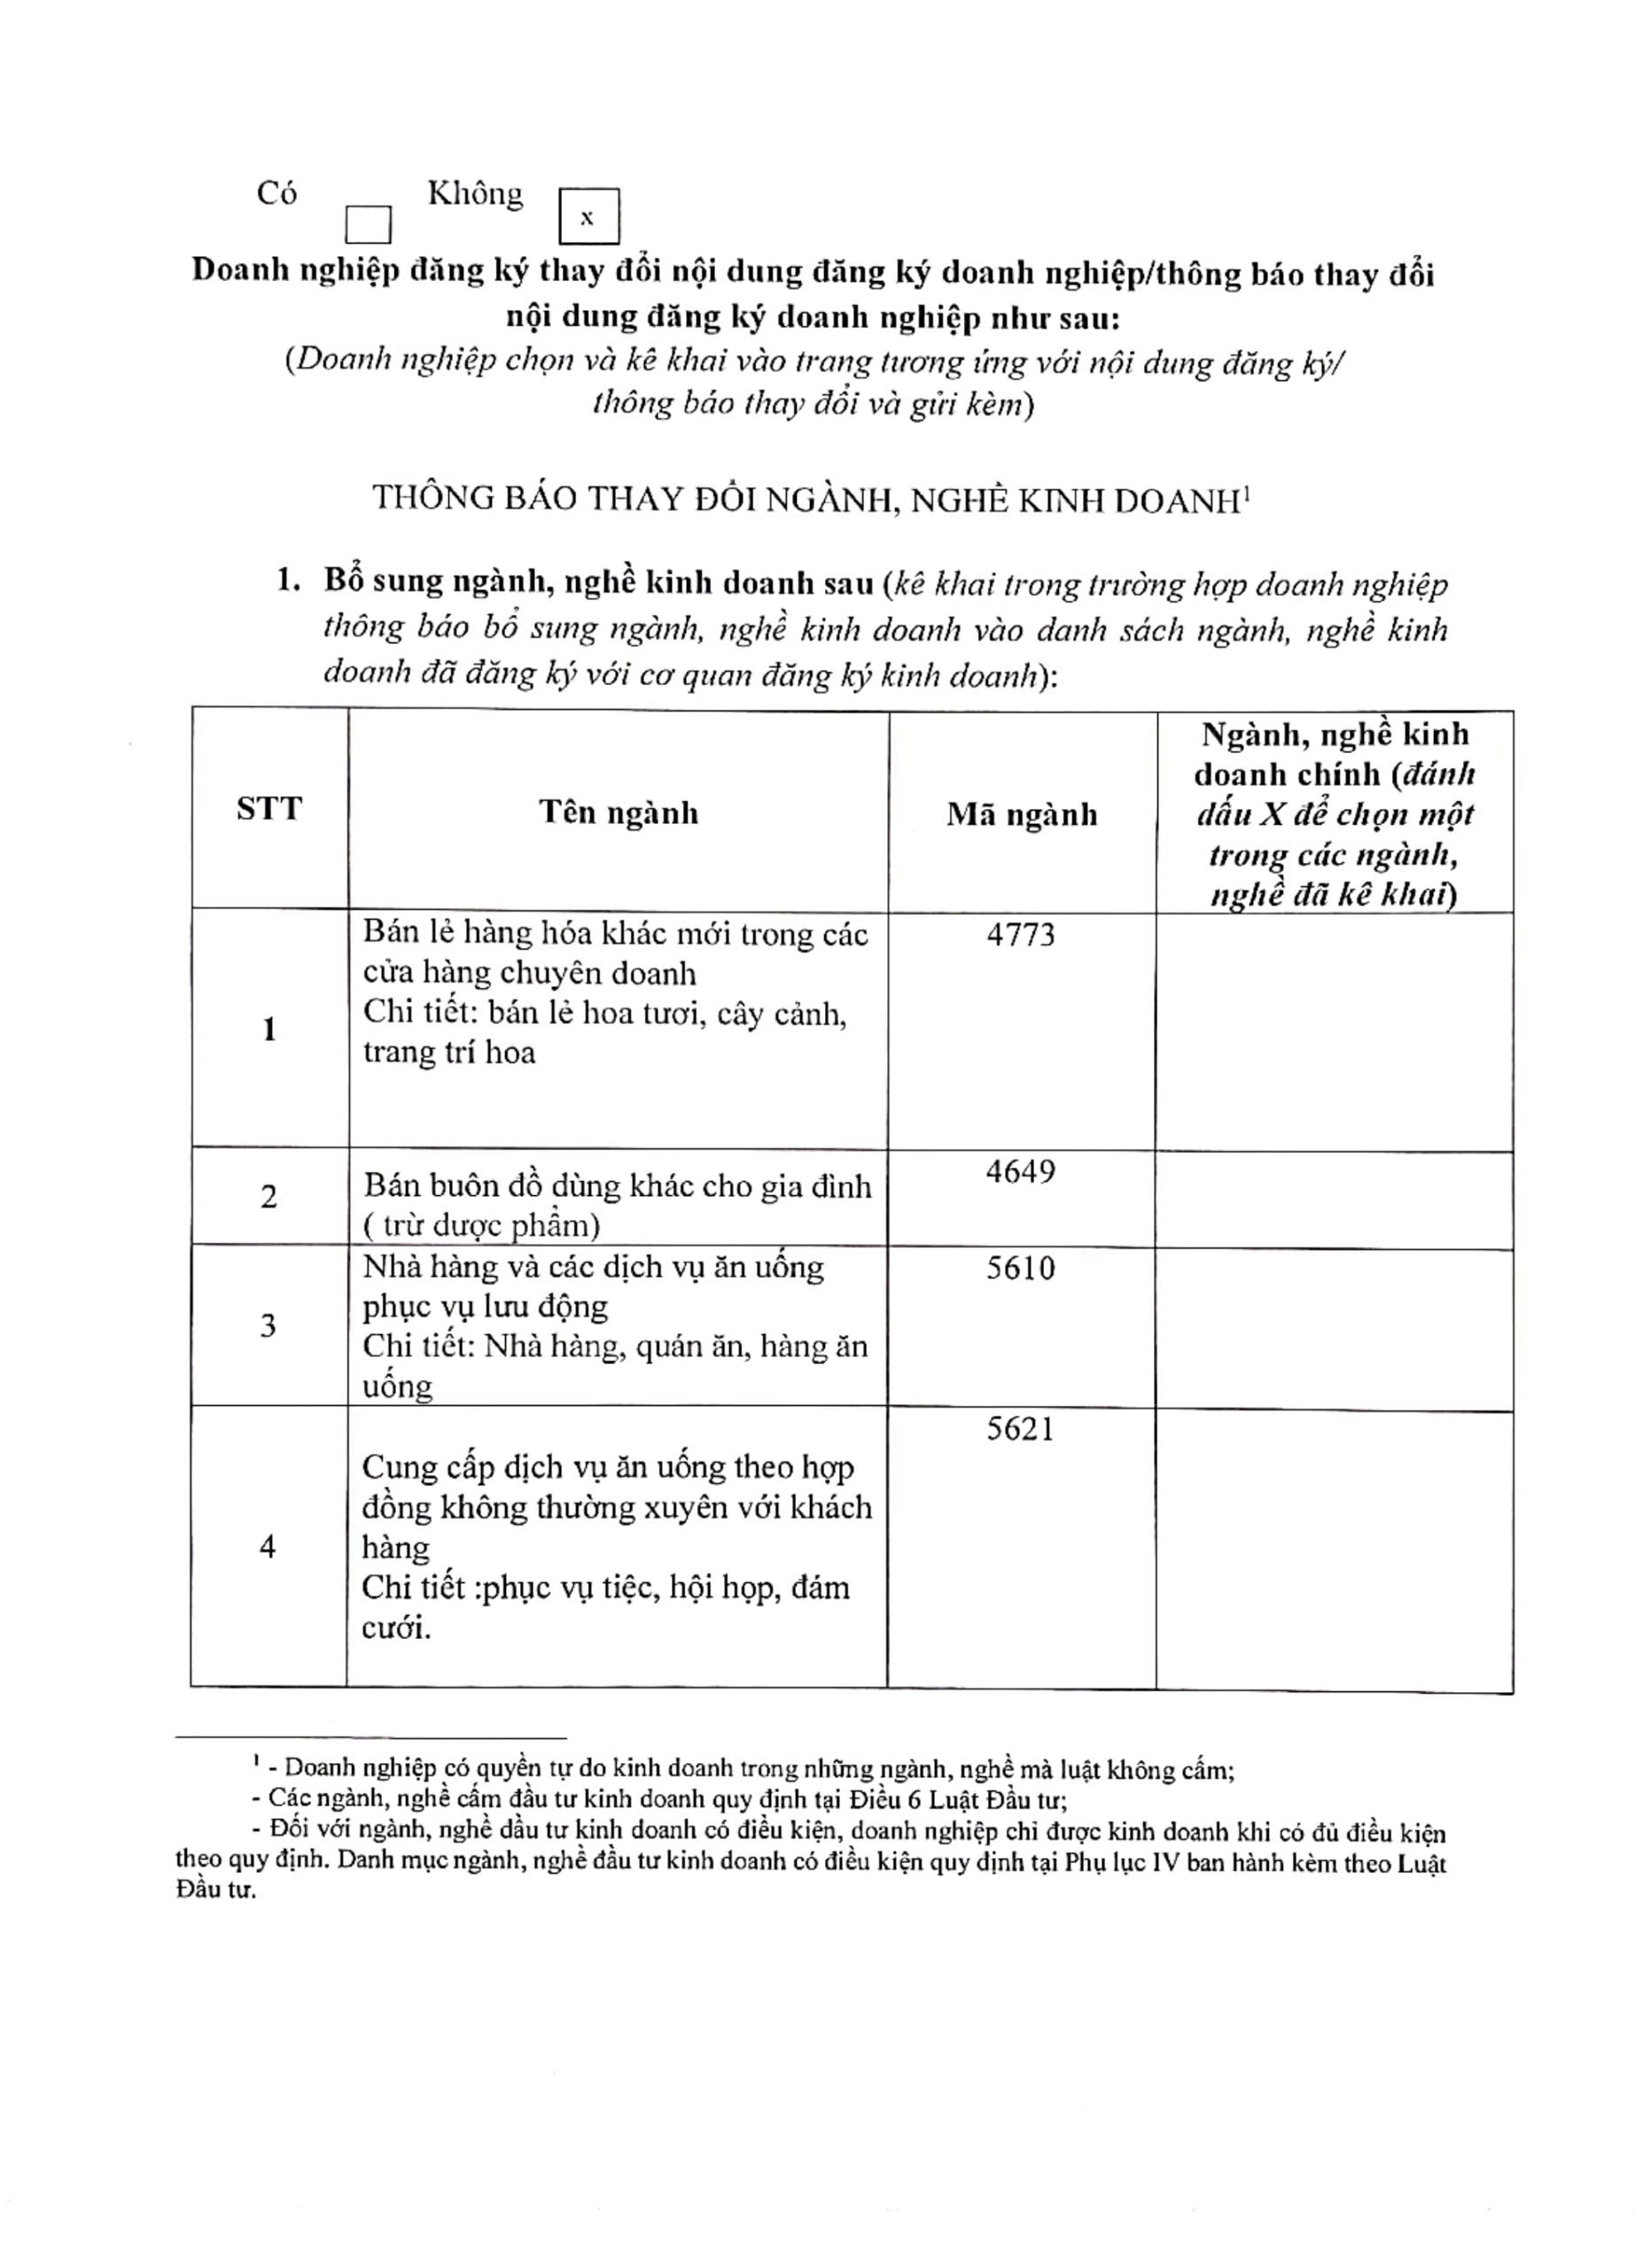 Có Không x
Doanh nghiệp đăng ký thay đổi nội dung đăng ký doanh nghiệp/thông báo thay đổi
nội dung đăng ký doanh nghiệp như sau:
(Doanh nghiệp chọn và kê khai vào trang tương ứng với nội dung đăng ký/
thông báo thay đổi và gửi kèm)
THÔNG BÁO THAY ĐỔI NGÀNH, NGHỀ KINH DOANH¹
1. Bổ sung ngành, nghề kinh doanh sau (kê khai trong trường hợp doanh nghiệp
thông báo bổ sung ngành, nghề kinh doanh vào danh sách ngành, nghề kinh
doanh đã đăng ký với cơ quan đăng ký kinh doanh):
STT
Tên ngành
Mã ngành
Ngành, nghề kinh
doanh chính (đánh
dấu X để chọn một
trong các ngành,
nghề đã kê khai)
1
Bán lẻ hàng hóa khác mới trong các
cửa hàng chuyên doanh
Chi tiết: bán lẻ hoa tươi, cây cảnh,
trang trí hoa
4773
2
Bán buôn đồ dùng khác cho gia đình
( trừ dược phẩm)
4649
3
Nhà hàng và các dịch vụ ăn uống
phục vụ lưu động
Chi tiết: Nhà hàng, quán ăn, hàng ăn
uống
5610
4
Cung cấp dịch vụ ăn uống theo hợp
đồng không thường xuyên với khách
hàng
Chi tiết :phục vụ tiệc, hội họp, đám
cưới.
5621
¹ - Doanh nghiệp có quyền tự do kinh doanh trong những ngành, nghề mà luật không cấm;
- Các ngành, nghề cấm đầu tư kinh doanh quy định tại Điều 6 Luật Đầu tư;
- Đối với ngành, nghề đầu tư kinh doanh có điều kiện, doanh nghiệp chỉ được kinh doanh khi có đủ điều kiện
theo quy định. Danh mục ngành, nghề đầu tư kinh doanh có điều kiện quy định tại Phụ lục IV ban hành kèm theo Luật
Đầu tư.